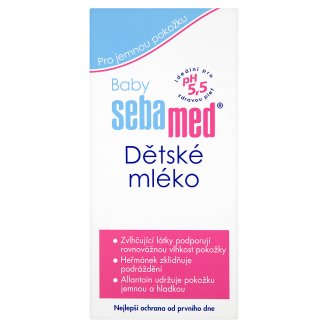 Pro jemnou pokožku
Baby
sebamed®
ideální pro
pH
5,5
zdravou pleť
Dětské
mléko
• Zvlhčující látky podporují
rovnovážnou vlhkost pokožky
• Heřmánek zklidňuje
podráždění
• Allantoin udržuje pokožku
jemnou a hladkou
Nejlepší ochrana od prvního dne